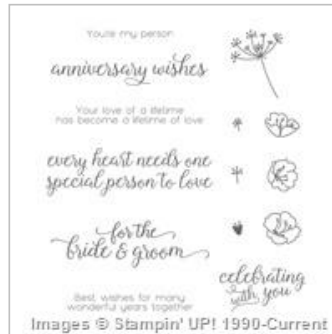 You're my person
anniversary wishes
Your love of a lifetime
has become a lifetime of love
every heart needs one
special person to love
for the
bride & groom
celebrating
with you
Best wishes for many
wonderful years together
Images © Stampin' UP! 1990-Current